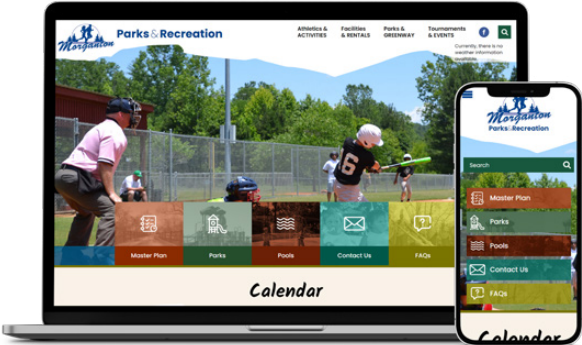 Morganton
Parks & Recreation
Athletics &
ACTIVITIES
Facilities
& RENTALS
Parks &
GREENWAY
Tournaments
& EVENTS
f
Currently, there is no
weather information
available.
6
Master Plan
Parks
Pools
Contact Us
FAQs
Calendar
Morganton
Parks & Recreation
Search
Master Plan
Parks
Pools
Contact Us
FAQs
Calendar